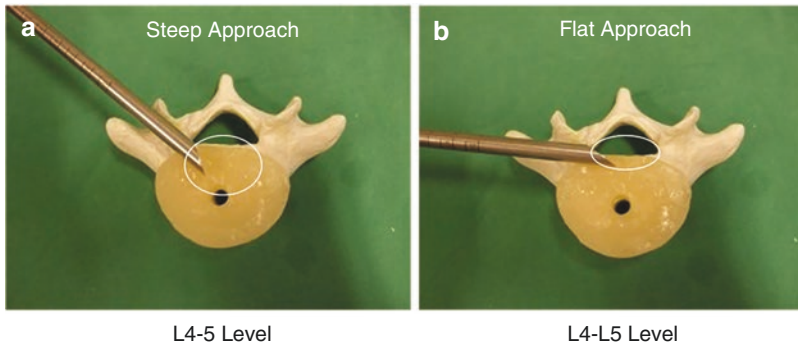 a
Steep Approach
b
Flat Approach
L4-5 Level
L4-L5 Level